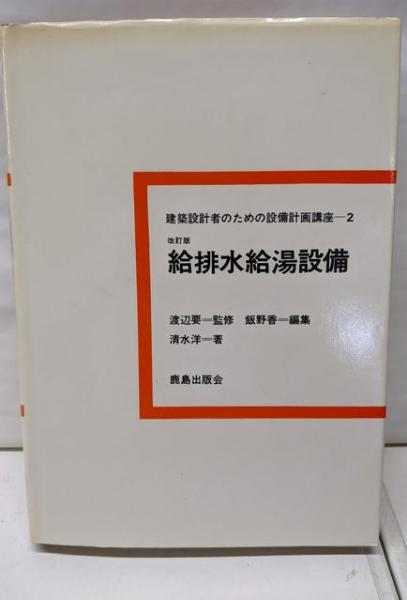 建築設計者のための設備計画講座—2
改訂版
給排水給湯設備
渡辺要＝監修　飯野香＝編集
清水洋＝著
鹿島出版会